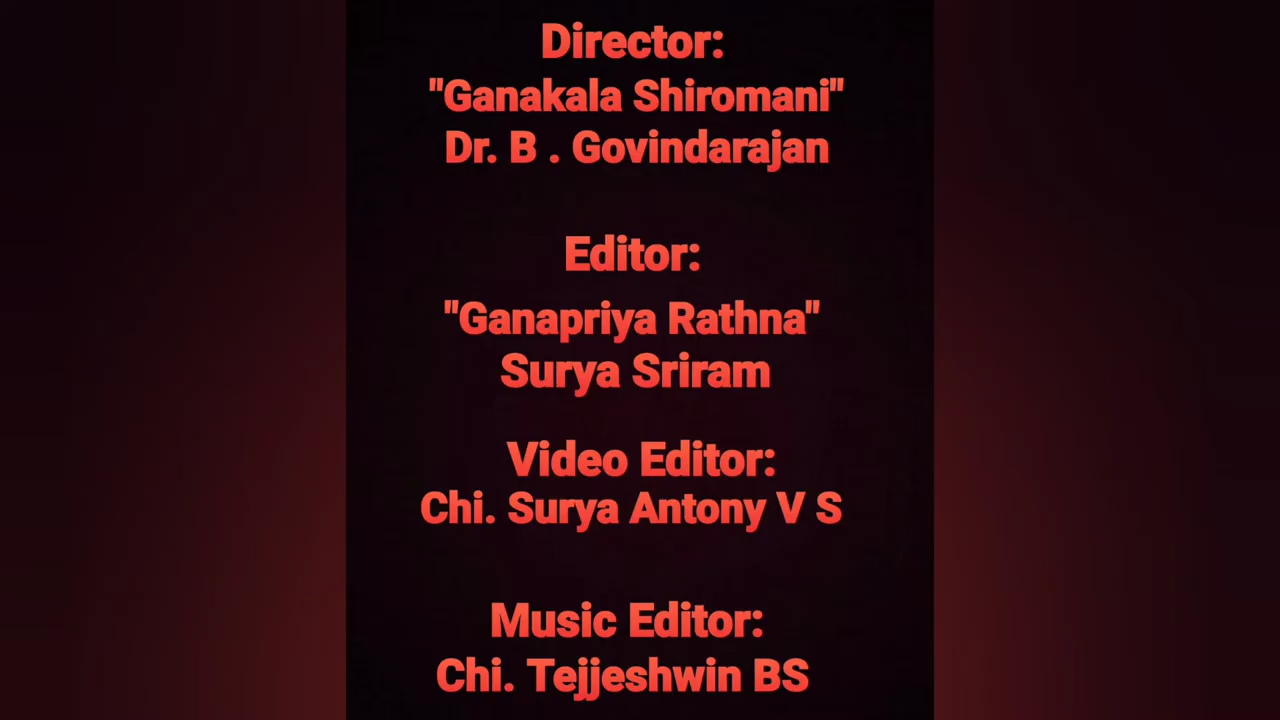 Director:
"Ganakala Shiromani"
Dr. B . Govindarajan
Editor:
"Ganapriya Rathna"
Surya Sriram
Video Editor:
Chi. Surya Antony V S
Music Editor:
Chi. Tejjeshwin BS